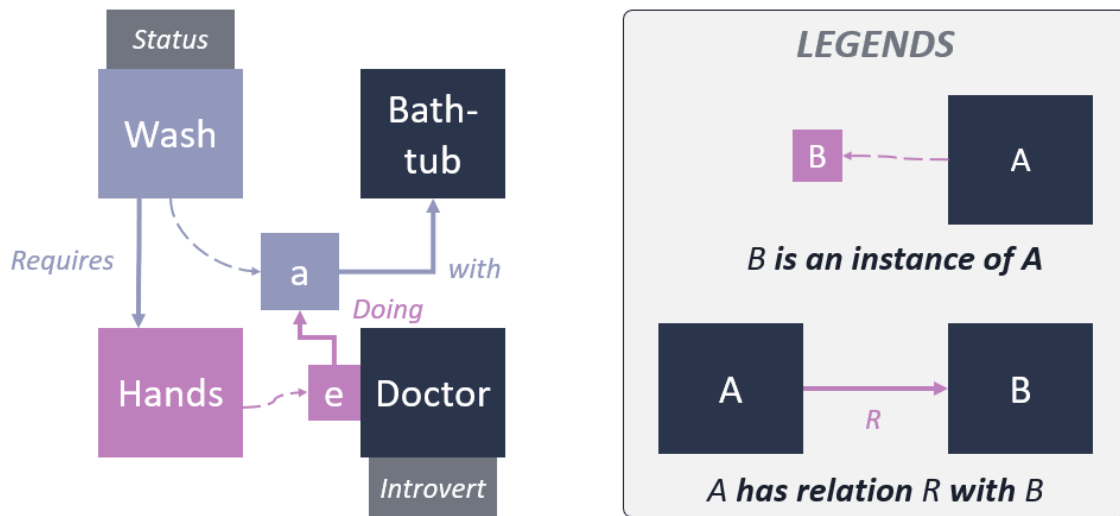 Status
Wash
Bath-
tub
Requires
a
with
Doing
Hands
e
Doctor
Introvert
LEGENDS
B
A
B is an instance of A
A
B
R
A has relation R with B